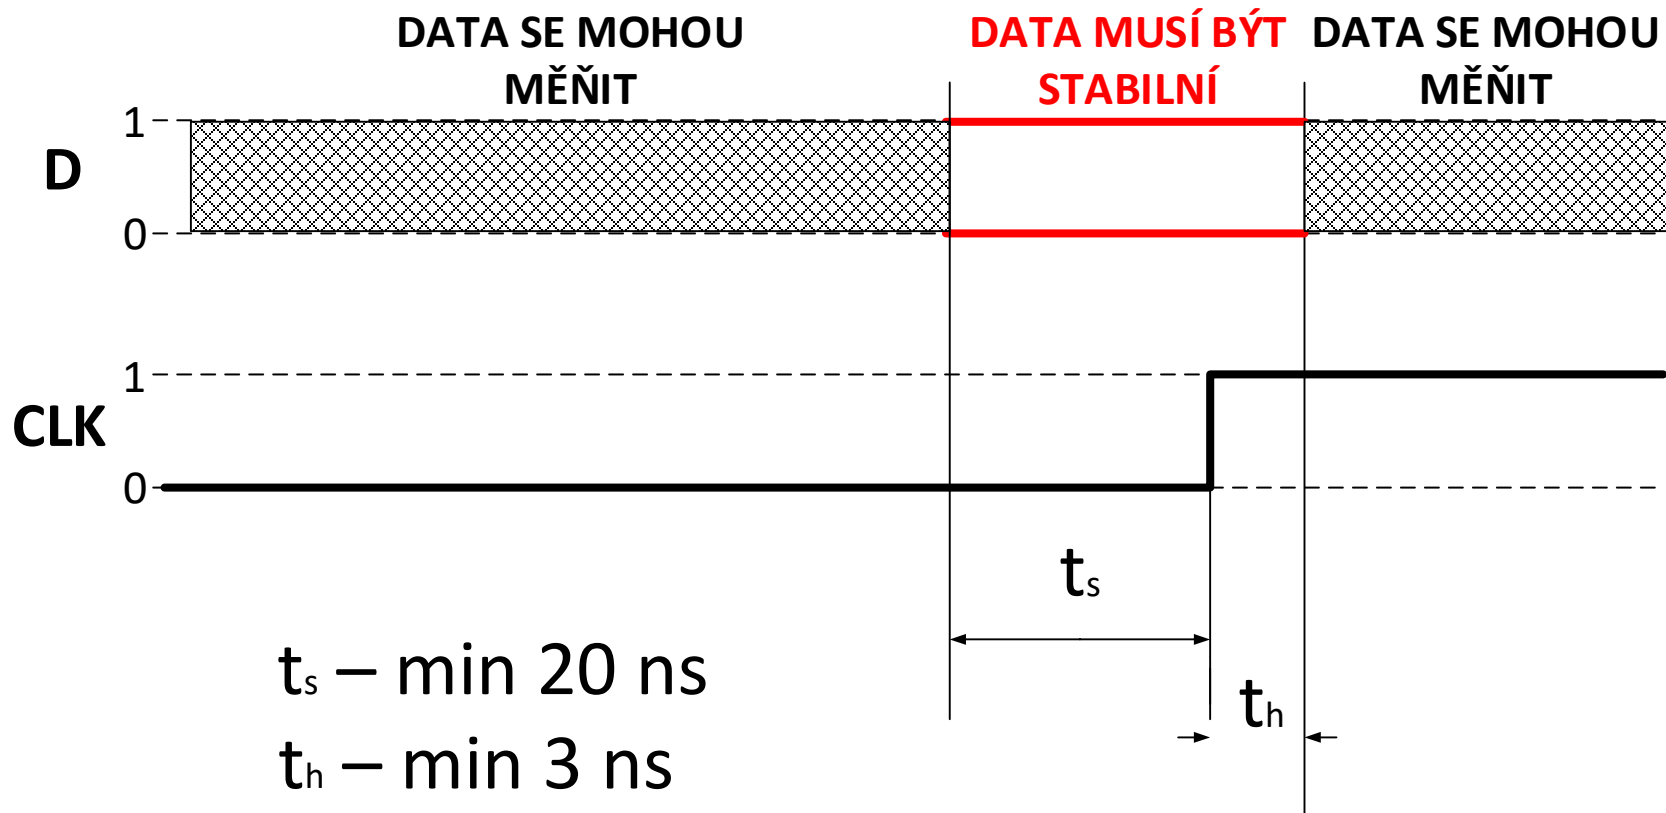 DATA SE MOHOU
MĚŇIT
DATA MUSÍ BÝT
STABILNÍ
DATA SE MOHOU
MĚŇIT
1
D
0
1
CLK
0
ts
ts – min 20 ns
th
th – min 3 ns